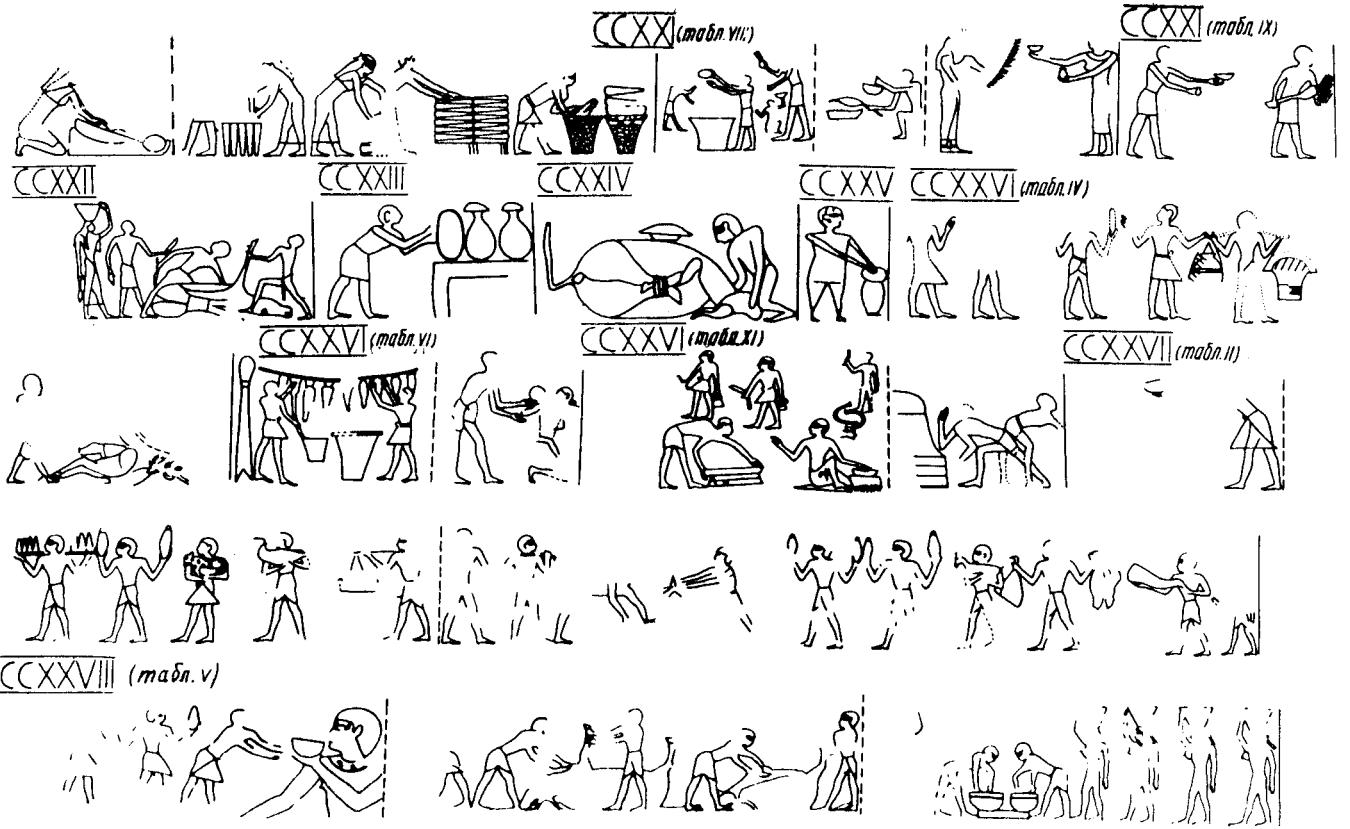 CCXX (табл. VII)
CCXXI (табл. IX)
CCXXII
CCXXIII
CCXXIV
CCXXV
CCXXVI (табл. IV)
CCXXVI (табл. VI)
CCXXVI (табл. XI)
CCXXVII (табл. II)
CCXXVIII (табл. V)